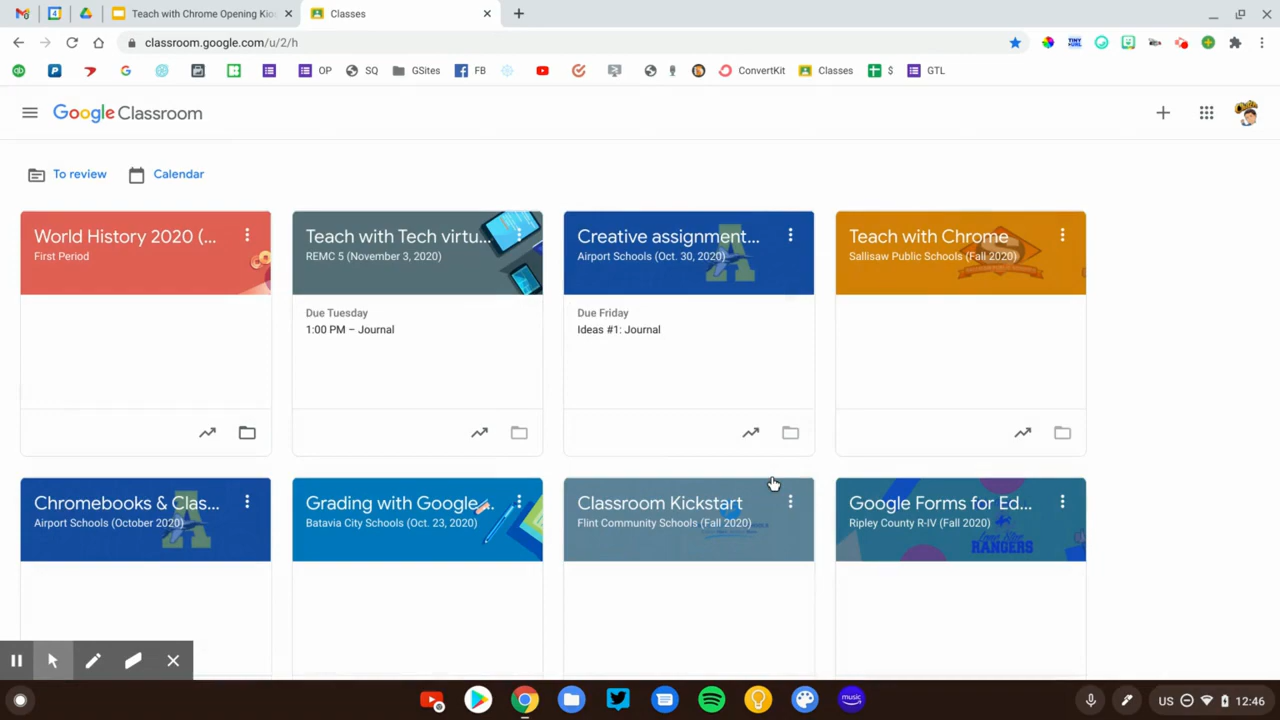 Teach with Chrome Opening Kio
Classes
classroom.google.com/u/2/h
OP
SQ
GSites
FB
ConvertKit
Classes
$
GTL
Google Classroom
To review
Calendar
World History 2020 (...
First Period
Teach with Tech virtu...
REMC 5 (November 3, 2020)
Due Tuesday
1:00 PM – Journal
Creative assignment...
Airport Schools (Oct. 30, 2020)
Due Friday
Ideas #1: Journal
Teach with Chrome
Sallisaw Public Schools (Fall 2020)
Chromebooks & Clas...
Airport Schools (October 2020)
Grading with Google ...
Batavia City Schools (Oct. 23, 2020)
Classroom Kickstart
Flint Community Schools (Fall 2020)
Google Forms for Ed...
Ripley County R-IV (Fall 2020)
RANGERS
music
US
12:46